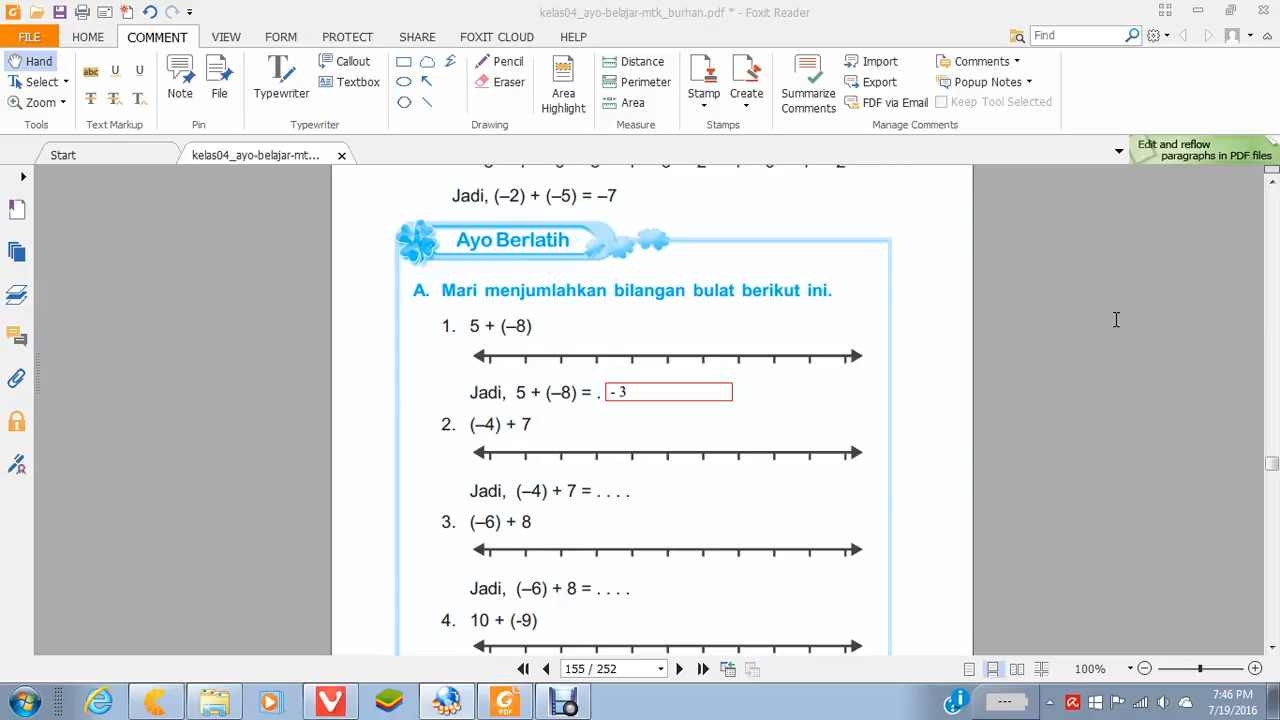 kelas04_ayo-belajar-mtk_burhan.pdf * - Foxit Reader
FILE HOME COMMENT VIEW FORM PROTECT SHARE FOXIT CLOUD HELP
Find
Hand
Select
Zoom
Tools
abc U U
T T T
Text Markup
Note File
Pin
Typewriter
Callout
Textbox
Typewriter
Pencil
Eraser
Drawing
Area Highlight
Distance
Perimeter
Area
Measure
Stamp Create
Stamps
Summarize Comments
Import
Export
FDF via Email
Comments
Popup Notes
Keep Tool Selected
Manage Comments
Start
kelas04_ayo-belajar-mt...
Edit and reflow
paragraphs in PDF files
Jadi, (–2) + (–5) = –7
Ayo Berlatih
A. Mari menjumlahkan bilangan bulat berikut ini.
1. 5 + (–8)
Jadi, 5 + (–8) = . - 3
2. (–4) + 7
Jadi, (–4) + 7 = . . . .
3. (–6) + 8
Jadi, (–6) + 8 = . . . .
4. 10 + (-9)
155 / 252
100%
PDF
7:46 PM
7/19/2016